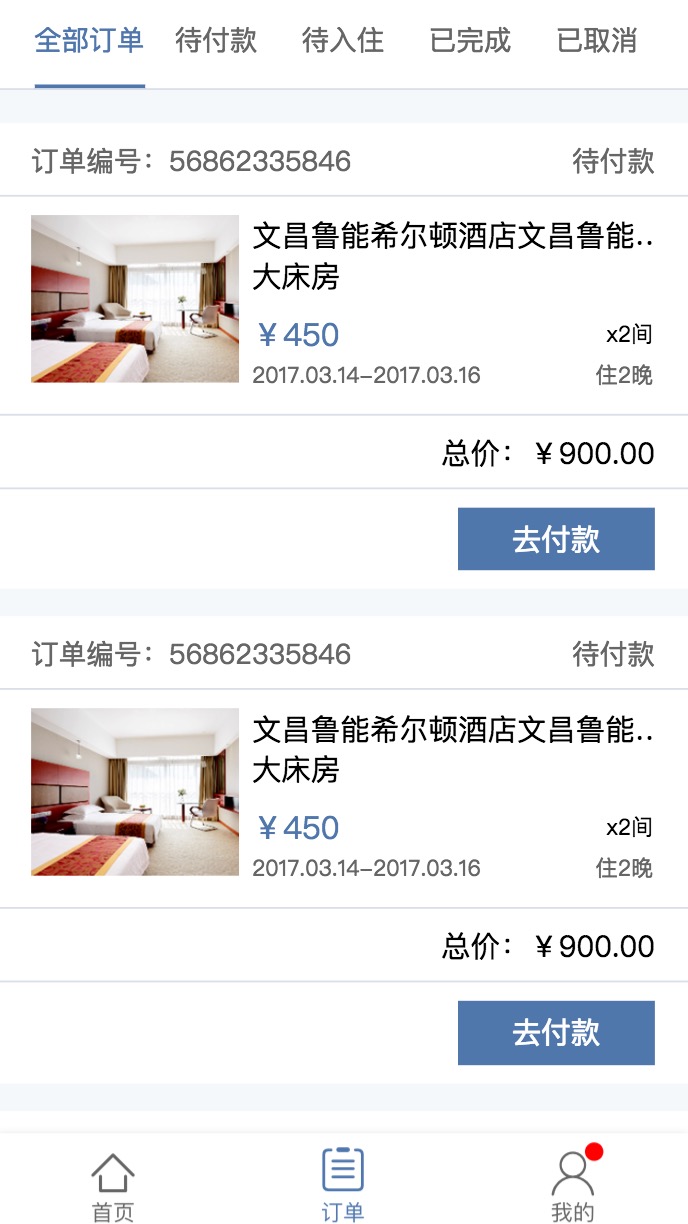 全部订单 待付款 待入住 已完成 已取消
订单编号：56862335846 待付款
文昌鲁能希尔顿酒店文昌鲁能..
大床房
￥450 x2间
2017.03.14-2017.03.16 住2晚
总价：￥900.00
去付款
订单编号：56862335846 待付款
文昌鲁能希尔顿酒店文昌鲁能..
大床房
￥450 x2间
2017.03.14-2017.03.16 住2晚
总价：￥900.00
去付款
首页 订单 我的